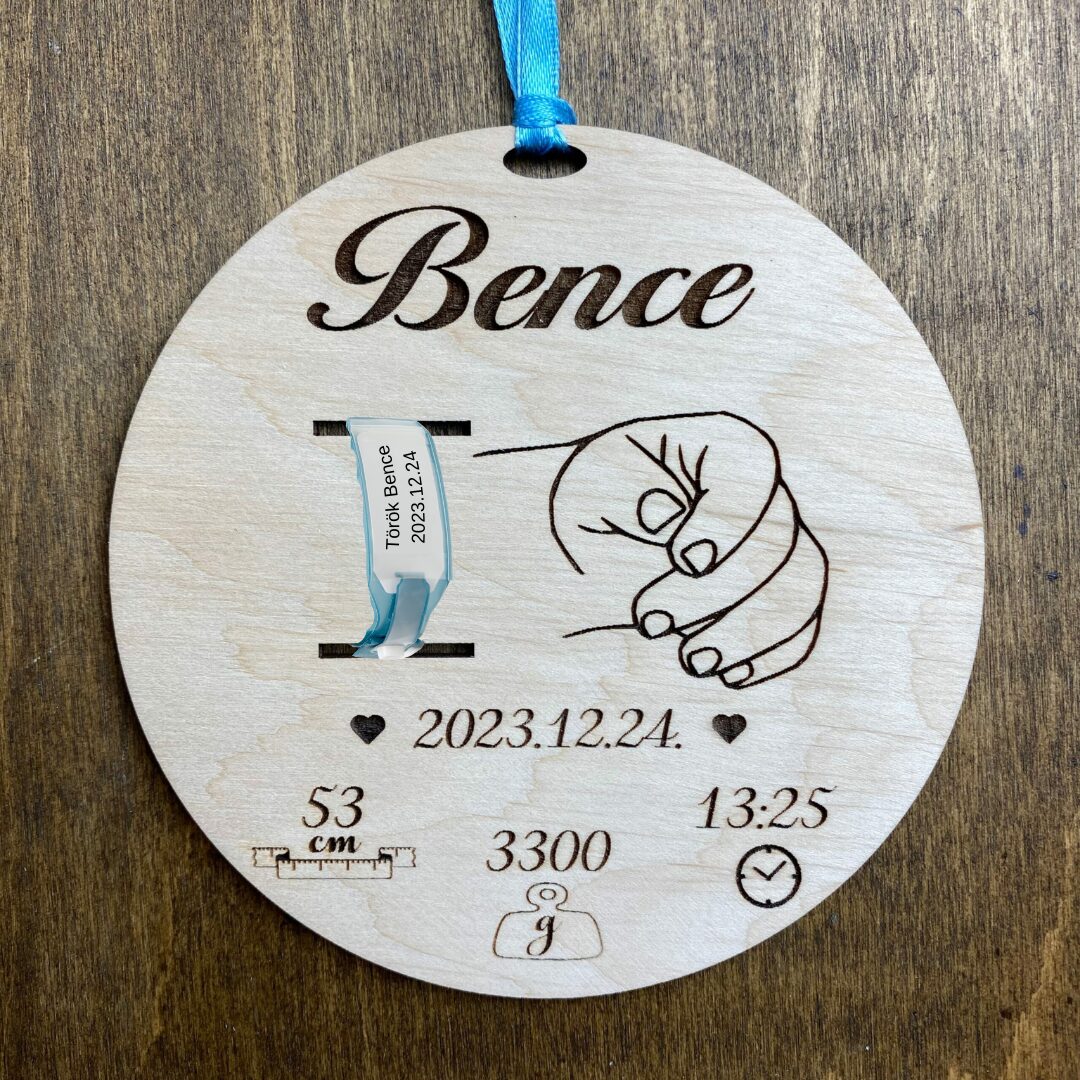 Bence
Török Bence
2023.12.24
2023.12.24.
53
cm
3300
g
13:25